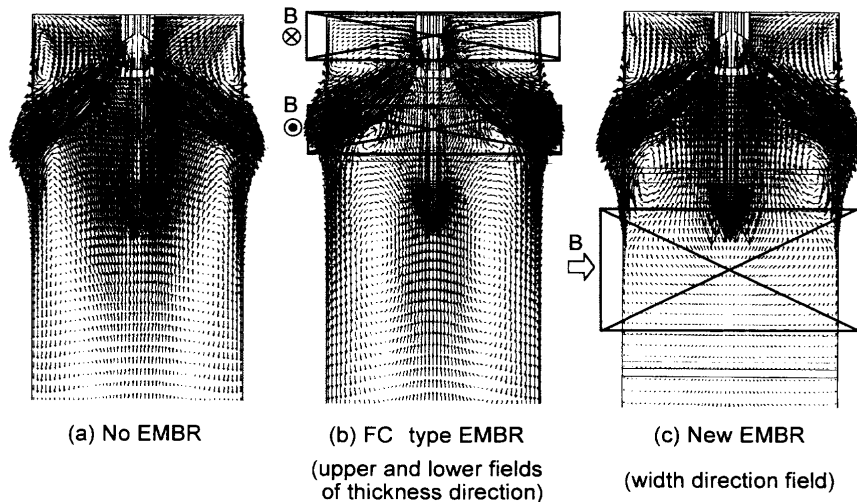 B
⊗
B
⊙
B
(a) No EMBR
(b) FC type EMBR
(upper and lower fields
of thickness direction)
(c) New EMBR
(width direction field)